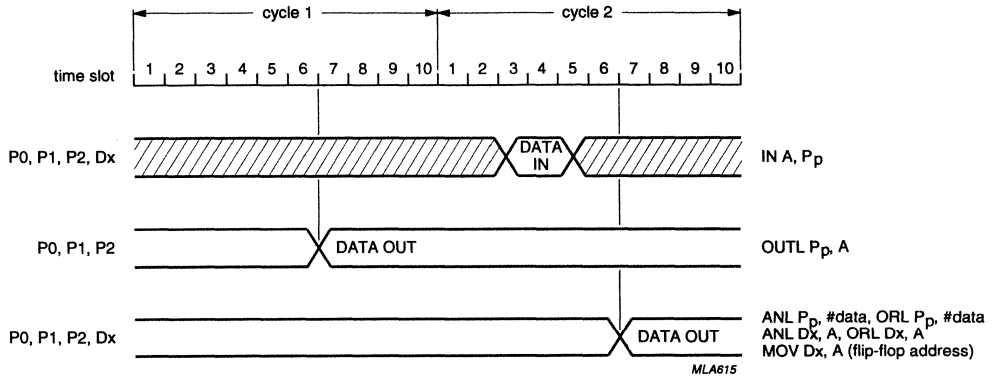 cycle 1 cycle 2
time slot 1 2 3 4 5 6 7 8 9 10 1 2 3 4 5 6 7 8 9 10
P0, P1, P2, Dx DATA IN IN A, Pp
P0, P1, P2 DATA OUT OUTL Pp, A
ANL Pp, #data, ORL Pp, #data
P0, P1, P2, Dx DATA OUT ANL Dx, A, ORL Dx, A
MOV Dx, A (flip-flop address)
MLA615